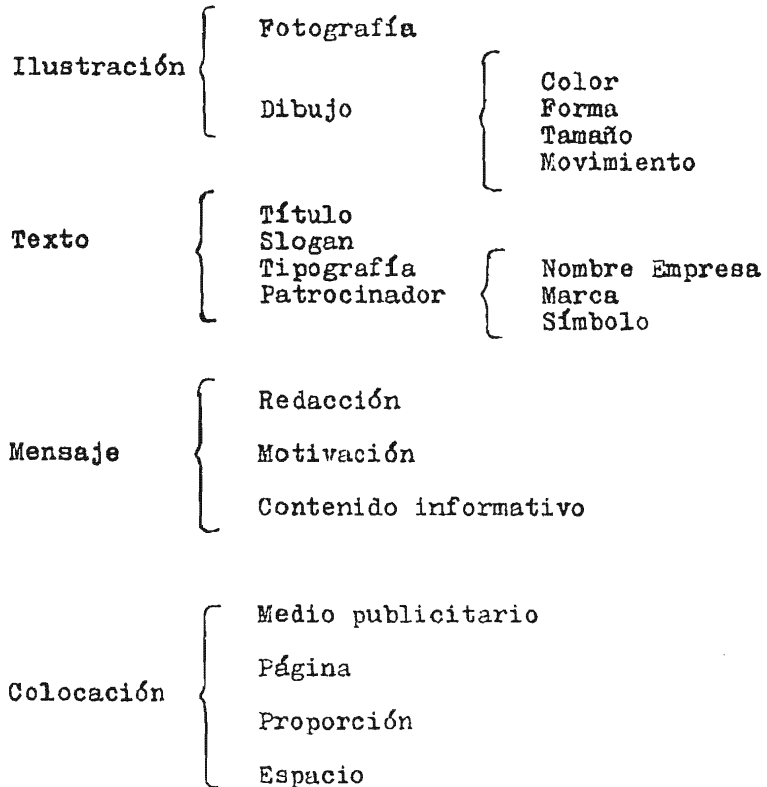 Ilustración
Fotografía
Dibujo
Color
Forma
Tamaño
Movimiento
Texto
Título
Slogan
Tipografía
Patrocinador
Nombre Empresa
Marca
Símbolo
Mensaje
Redacción
Motivación
Contenido informativo
Colocación
Medio publicitario
Página
Proporción
Espacio